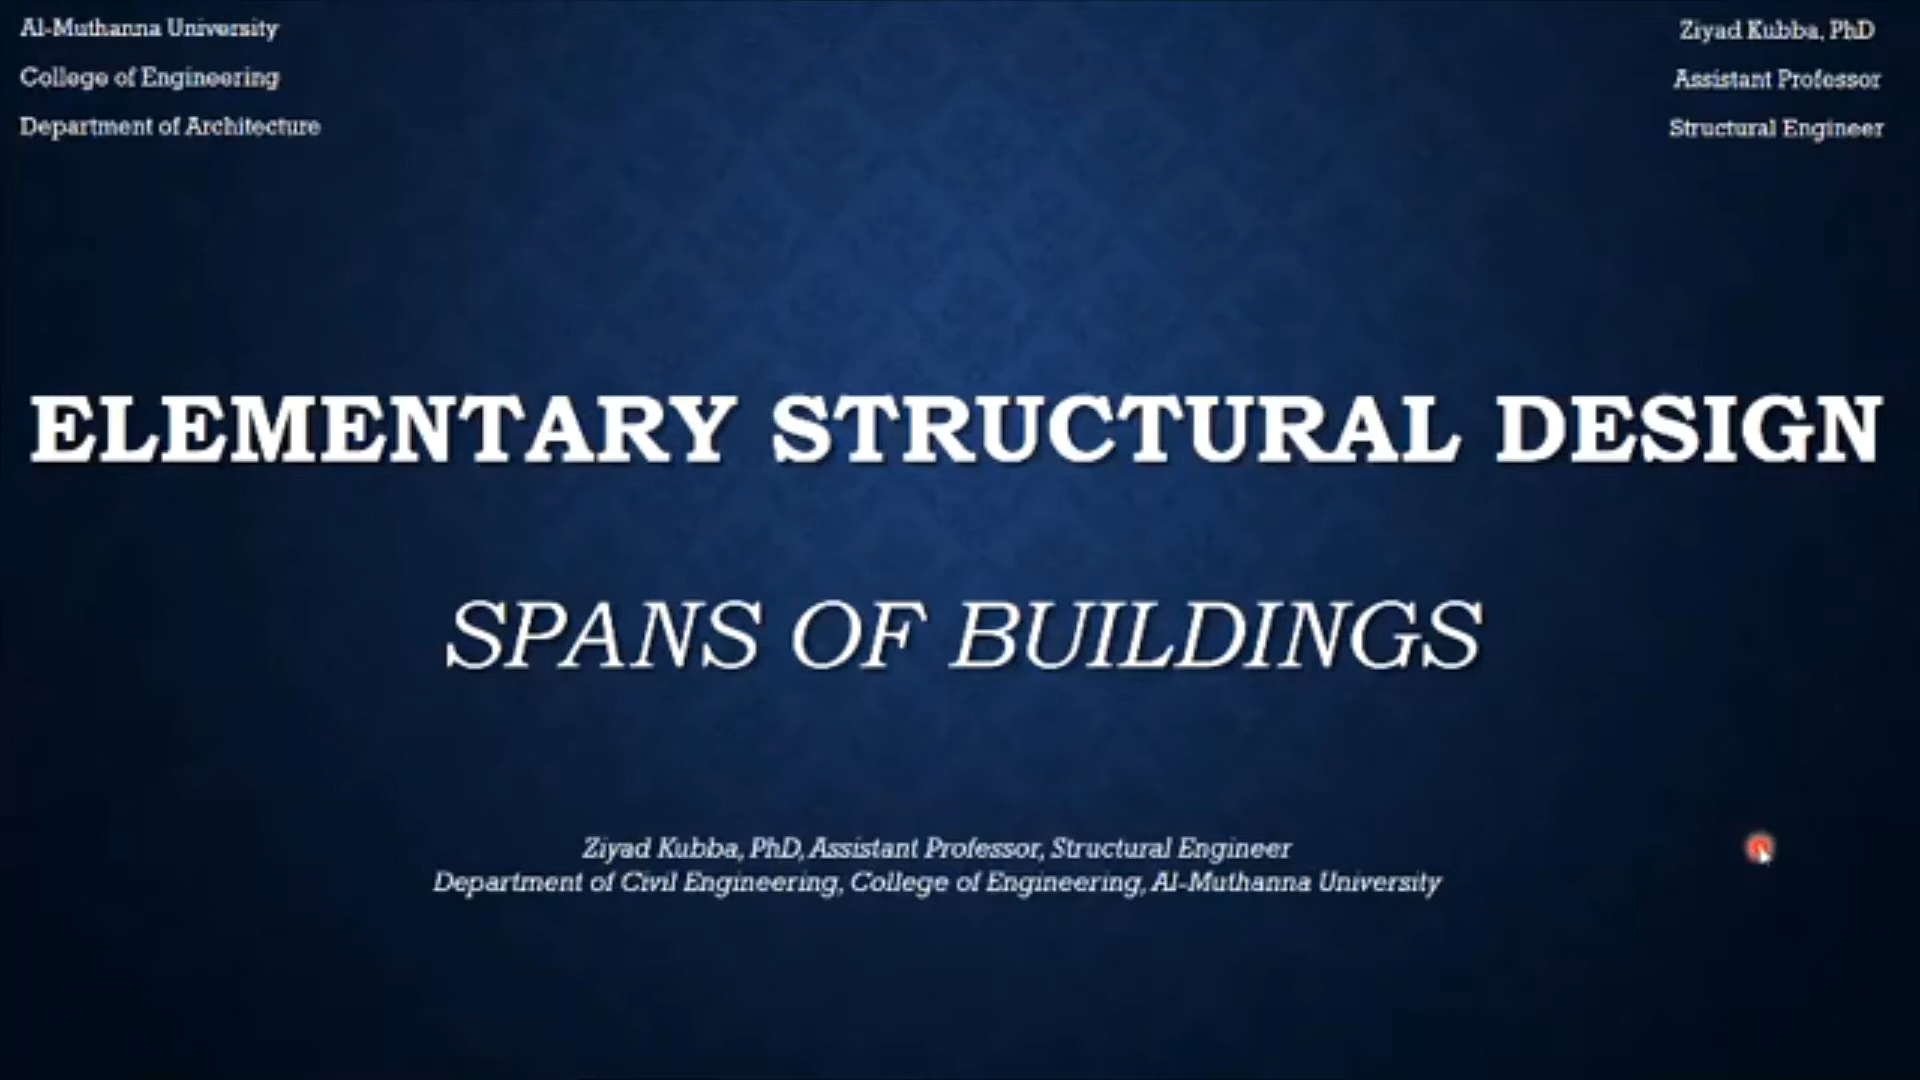 Al-Muthanna University
College of Engineering
Department of Architecture
Ziyad Kubba, PhD
Assistant Professor
Structural Engineer
ELEMENTARY STRUCTURAL DESIGN
SPANS OF BUILDINGS
Ziyad Kubba, PhD, Assistant Professor, Structural Engineer
Department of Civil Engineering, College of Engineering, Al-Muthanna University